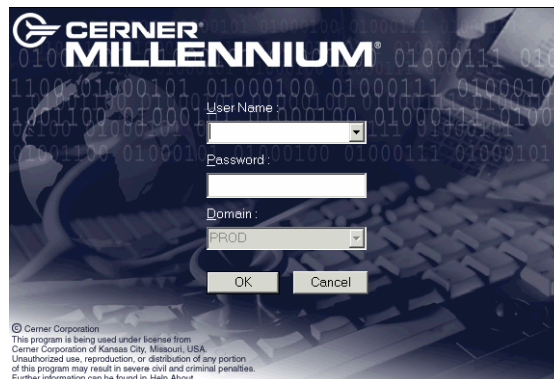 CERNER®
MILLENNIUM®
User Name :
Password :
Domain :
PROD
OK Cancel
© Cerner Corporation
This program is being used under license from
Cerner Corporation of Kansas City, Missouri, USA.
Unauthorized use, reproduction, or distribution of any portion
of this program may result in severe civil and criminal penalties.
Further information can be found in Help About